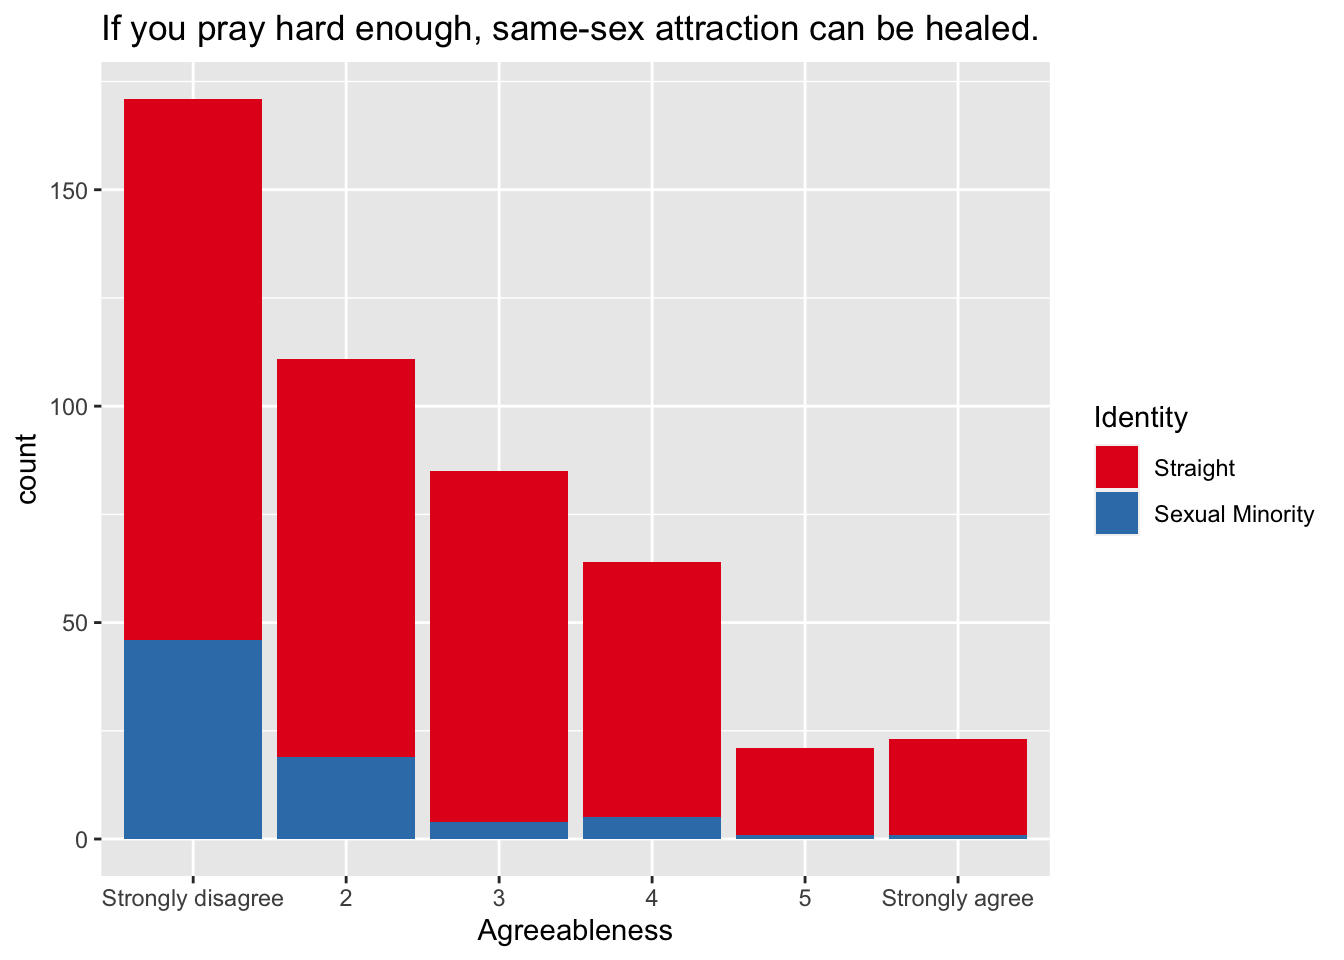 If you pray hard enough, same-sex attraction can be healed.
150
100
50
0
count
Strongly disagree 2 3 4 5 Strongly agree
Agreeableness
Identity
Straight
Sexual Minority